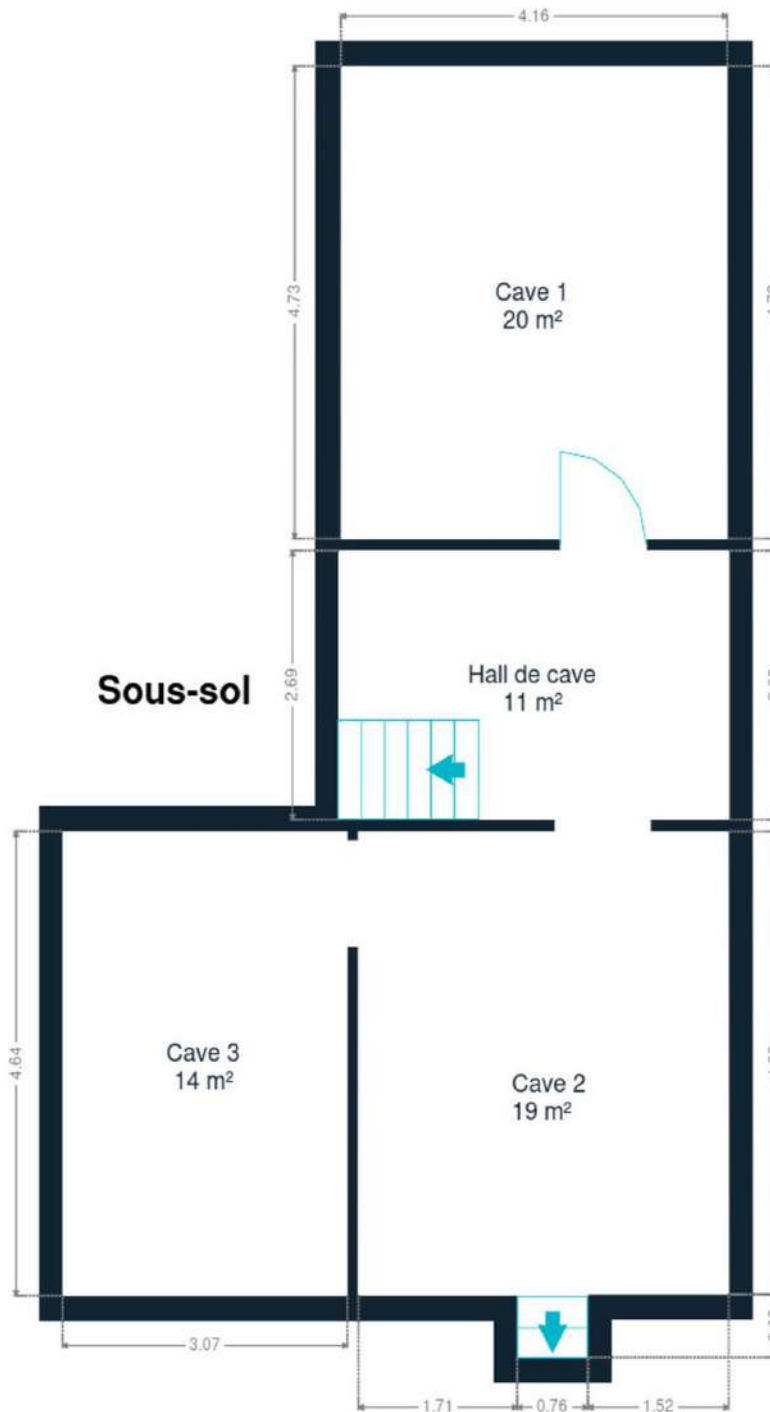 4.16
4.73
Cave 1
20 m²
2.69
Sous-sol
Hall de cave
11 m²
4.64
Cave 3
14 m²
Cave 2
19 m²
3.07
1.71
0.76
1.52